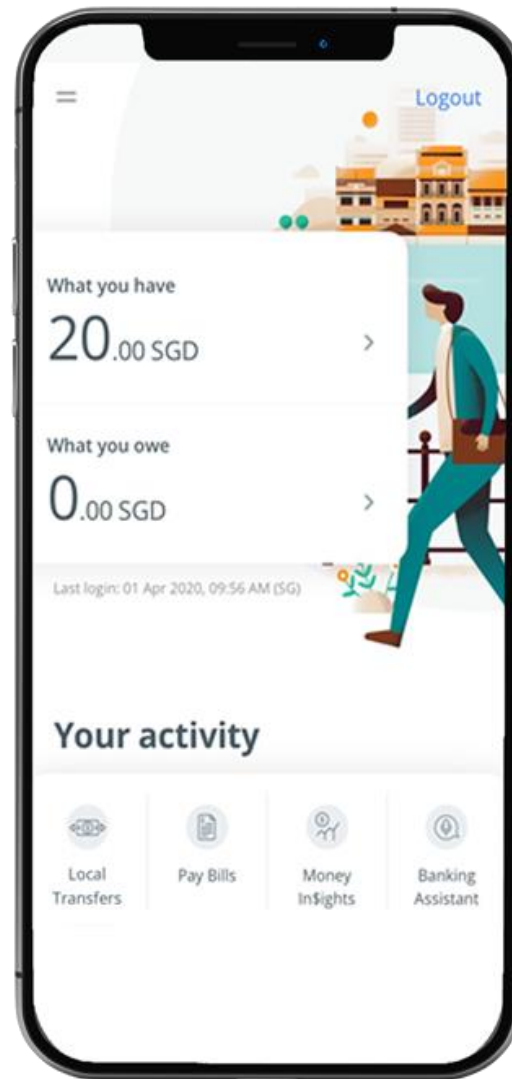 Logout
What you have
20.00 SGD
What you owe
0.00 SGD
Last login: 01 Apr 2020, 09:56 AM (SG)
Your activity
Local
Transfers
Pay Bills
Money
In$ights
Banking
Assistant